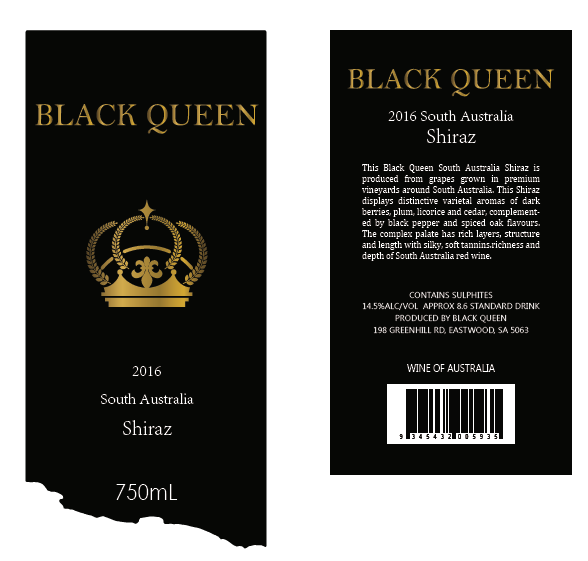 BLACK QUEEN
2016
South Australia
Shiraz
750mL
BLACK QUEEN
2016 South Australia
Shiraz
This Black Queen South Australia Shiraz is
produced from grapes grown in premium
vineyards around South Australia. This Shiraz
displays distinctive varietal aromas of dark
berries, plum, licorice and cedar, complement-
ed by black pepper and spiced oak flavours.
The complex palate has rich layers, structure
and length with silky, soft tannins.richness and
depth of South Australia red wine.
CONTAINS SULPHITES
14.5%ALC/VOL APPROX 8.6 STANDARD DRINK
PRODUCED BY BLACK QUEEN
198 GREENHILL RD, EASTWOOD, SA 5063
WINE OF AUSTRALIA
9 345432 005935